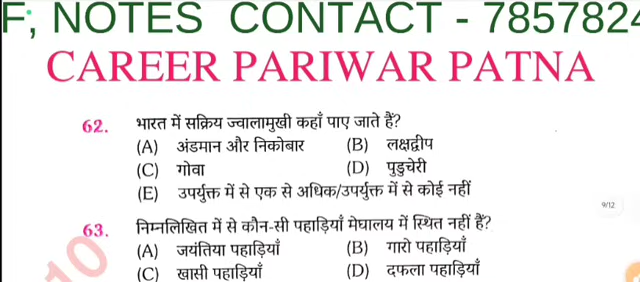 F; NOTES CONTACT - 785782
CAREER PARIWAR PATNA
62. भारत में सक्रिय ज्वालामुखी कहाँ पाए जाते हैं?
(A) अंडमान और निकोबार (B) लक्षद्वीप
(C) गोवा (D) पुडुचेरी
(E) उपर्युक्त में से एक से अधिक/उपर्युक्त में से कोई नहीं
9/12
63. निम्नलिखित में से कौन-सी पहाड़ियाँ मेघालय में स्थित नहीं हैं?
(A) जयंतिया पहाड़ियाँ (B) गारो पहाड़ियाँ
(C) खासी पहाड़ियाँ (D) दफला पहाड़ियाँ
10